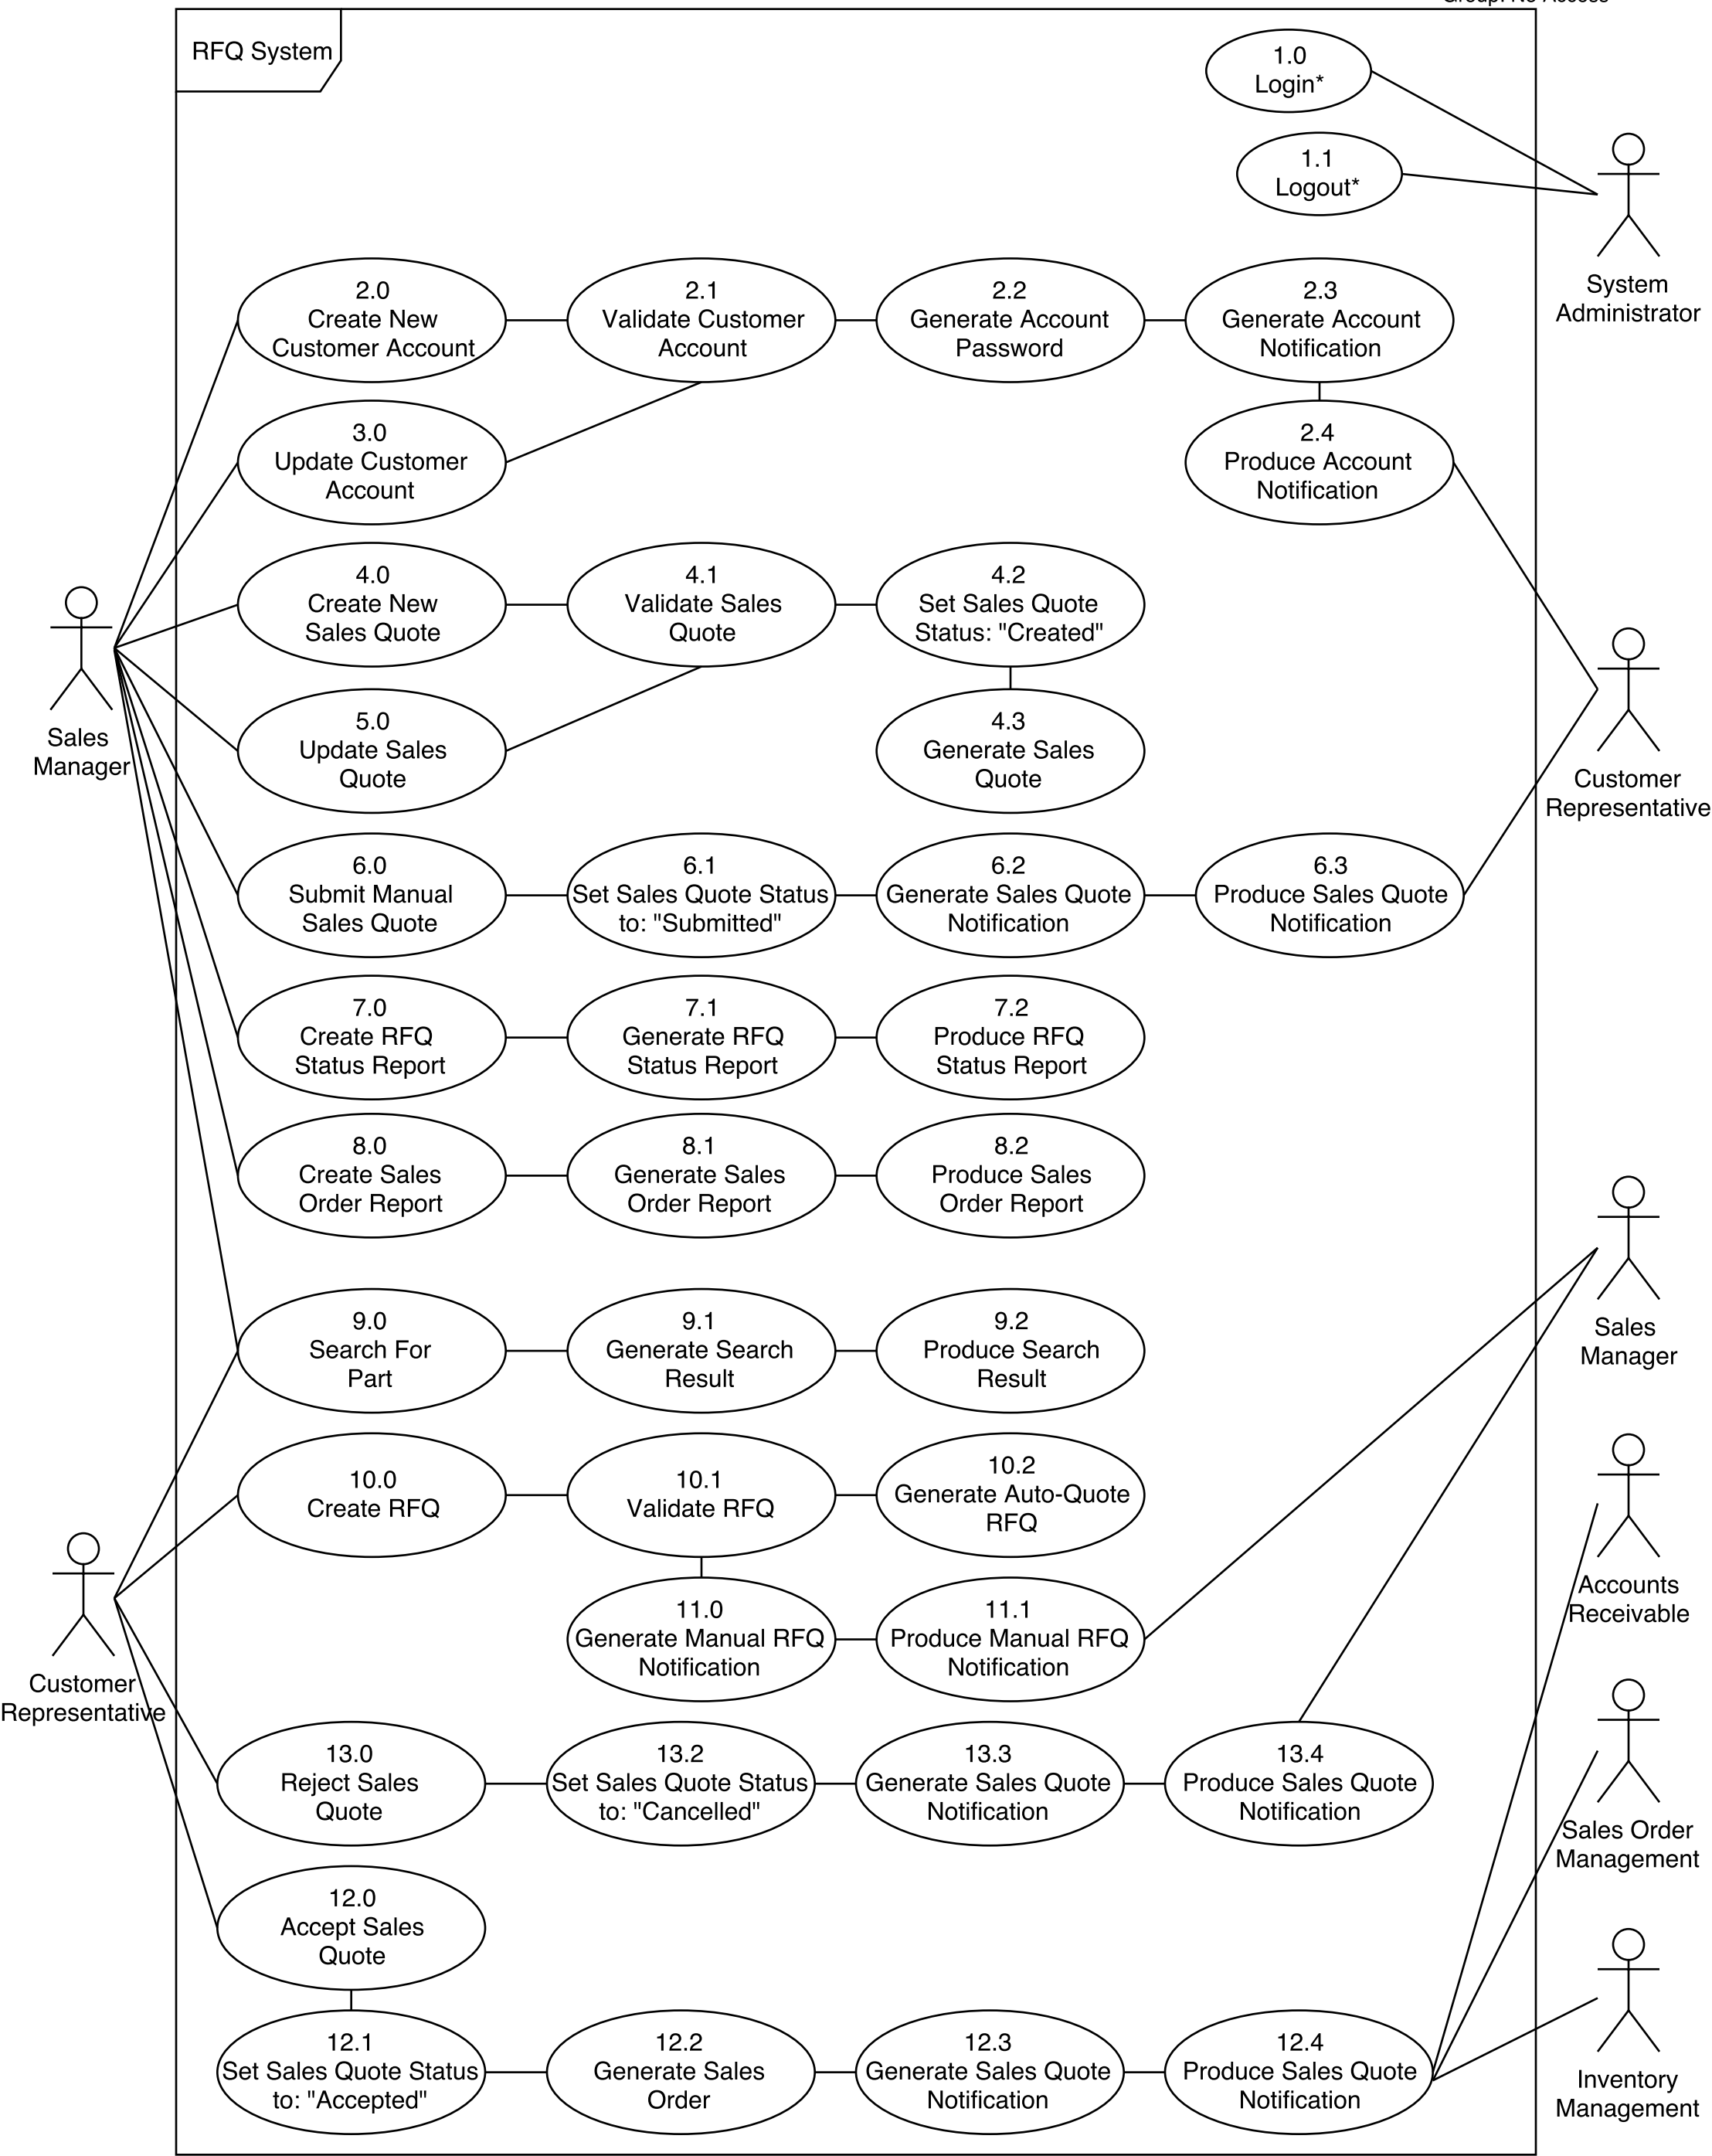 Group: No Access
RFQ System
1.0
Login*
1.1
Logout*
System
Administrator
2.0
Create New
Customer Account
2.1
Validate Customer
Account
2.2
Generate Account
Password
2.3
Generate Account
Notification
3.0
Update Customer
Account
2.4
Produce Account
Notification
4.0
Create New
Sales Quote
4.1
Validate Sales
Quote
4.2
Set Sales Quote
Status: "Created"
Sales
Manager
5.0
Update Sales
Quote
4.3
Generate Sales
Quote
Customer
Representative
6.0
Submit Manual
Sales Quote
6.1
Set Sales Quote Status
to: "Submitted"
6.2
Generate Sales Quote
Notification
6.3
Produce Sales Quote
Notification
7.0
Create RFQ
Status Report
7.1
Generate RFQ
Status Report
7.2
Produce RFQ
Status Report
8.0
Create Sales
Order Report
8.1
Generate Sales
Order Report
8.2
Produce Sales
Order Report
Sales
Manager
9.0
Search For
Part
9.1
Generate Search
Result
9.2
Produce Search
Result
10.0
Create RFQ
10.1
Validate RFQ
10.2
Generate Auto-Quote
RFQ
Accounts
Receivable
11.0
Generate Manual RFQ
Notification
11.1
Produce Manual RFQ
Notification
Customer
Representative
13.0
Reject Sales
Quote
13.2
Set Sales Quote Status
to: "Cancelled"
13.3
Generate Sales Quote
Notification
13.4
Produce Sales Quote
Notification
Sales Order
Management
12.0
Accept Sales
Quote
12.1
Set Sales Quote Status
to: "Accepted"
12.2
Generate Sales
Order
12.3
Generate Sales Quote
Notification
12.4
Produce Sales Quote
Notification
Inventory
Management